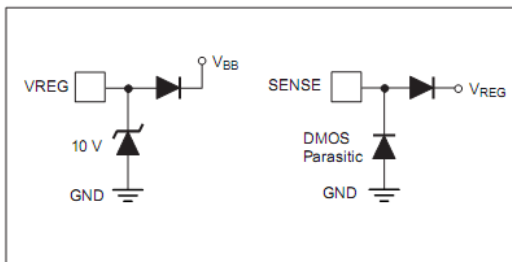 VREG
VBB
10 V
GND
SENSE
VREG
DMOS
Parasitic
GND